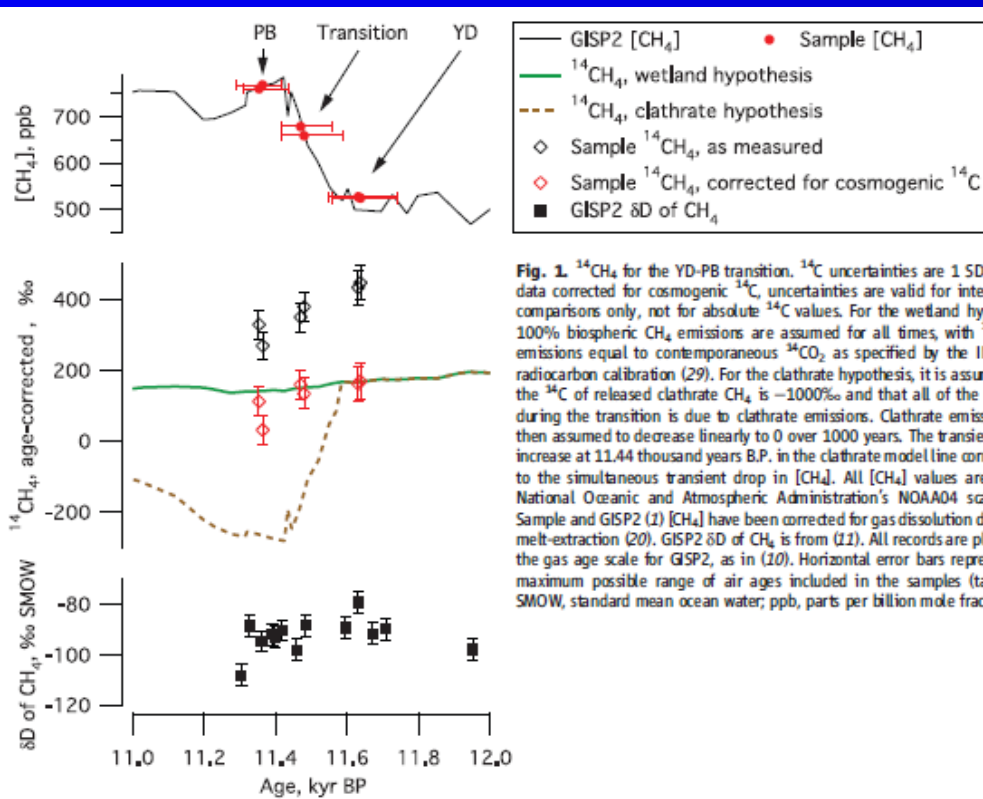 PB Transition YD
GISP2 [CH₄] Sample [CH₄]
¹⁴CH₄, wetland hypothesis
¹⁴CH₄, clathrate hypothesis
Sample ¹⁴CH₄, as measured
Sample ¹⁴CH₄, corrected for cosmogenic ¹⁴C
GISP2 δD of CH₄
[CH₄], ppb
700
600
500
¹⁴CH₄, age-corrected, ‰
400
200
0
-200
δD of CH₄, ‰ SMOW
-80
-100
-120
11.0 11.2 11.4 11.6 11.8 12.0
Age, kyr BP
Fig. 1. ¹⁴CH₄ for the YD-PB transition. ¹⁴C uncertainties are 1 SD
data corrected for cosmogenic ¹⁴C, uncertainties are valid for inte
comparisons only, not for absolute ¹⁴C values. For the wetland hy
100% biospheric CH₄ emissions are assumed for all times, with
emissions equal to contemporaneous ¹⁴CO₂ as specified by the
radiocarbon calibration (29). For the clathrate hypothesis, it is assu
the ¹⁴C of released clathrate CH₄ is −1000‰ and that all of the
during the transition is due to clathrate emissions. Clathrate emiss
then assumed to decrease linearly to 0 over 1000 years. The transie
increase at 11.44 thousand years B.P. in the clathrate model line corr
to the simultaneous transient drop in [CH₄]. All [CH₄] values are
National Oceanic and Atmospheric Administration's NOAA04 sca
Sample and GISP2 (1) [CH₄] have been corrected for gas dissolution d
melt-extraction (20). GISP2 δD of CH₄ is from (11). All records are pl
the gas age scale for GISP2, as in (10). Horizontal error bars repre
maximum possible range of air ages included in the samples (ta
SMOW, standard mean ocean water; ppb, parts per billion mole frac